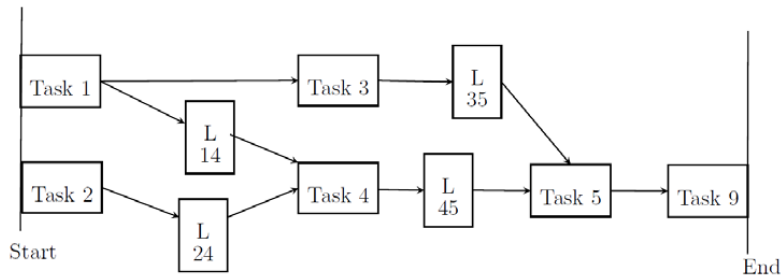 Task 1
Task 3
L
35
L
14
Task 2
Task 4
L
45
Task 5
Task 9
L
24
Start
End